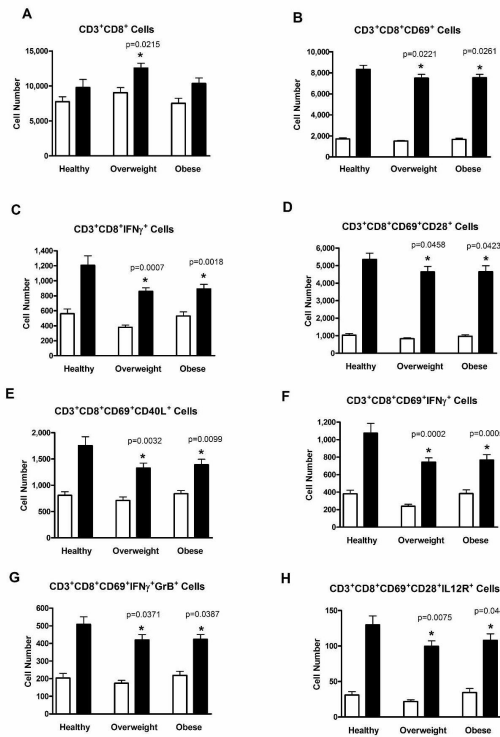 A
CD3+CD8+ Cells
p=0.0215
*
15,000
10,000
5,000
0
Cell Number
Healthy Overweight Obese
B
CD3+CD8+CD69+ Cells
p=0.0221 p=0.0261
* *
10,000
8,000
6,000
4,000
2,000
0
Cell Number
Healthy Overweight Obese
C
CD3+CD8+IFNγ+ Cells
p=0.0007 p=0.0018
* *
1,400
1,200
1,000
800
600
400
200
0
Cell Number
Healthy Overweight Obese
D
CD3+CD8+CD69+CD28+ Cells
p=0.0458 p=0.0423
* *
6,000
5,000
4,000
3,000
2,000
1,000
0
Cell Number
Healthy Overweight Obese
E
CD3+CD8+CD69+CD40L+ Cells
p=0.0032 p=0.0099
* *
2,000
1,500
1,000
500
0
Cell Number
Healthy Overweight Obese
F
CD3+CD8+CD69+IFNγ+ Cells
p=0.0002
* *
1,200
1,000
800
600
400
200
0
Cell Number
Healthy Overweight Obese
G
CD3+CD8+CD69+IFNγ+GrB+ Cells
p=0.0371 p=0.0387
* *
600
500
400
300
200
100
0
Cell Number
Healthy Overweight Obese
H
CD3+CD8+CD69+CD28+IL12R+ Cells
p=0.0075
* *
150
100
50
0
Cell Number
Healthy Overweight Obese